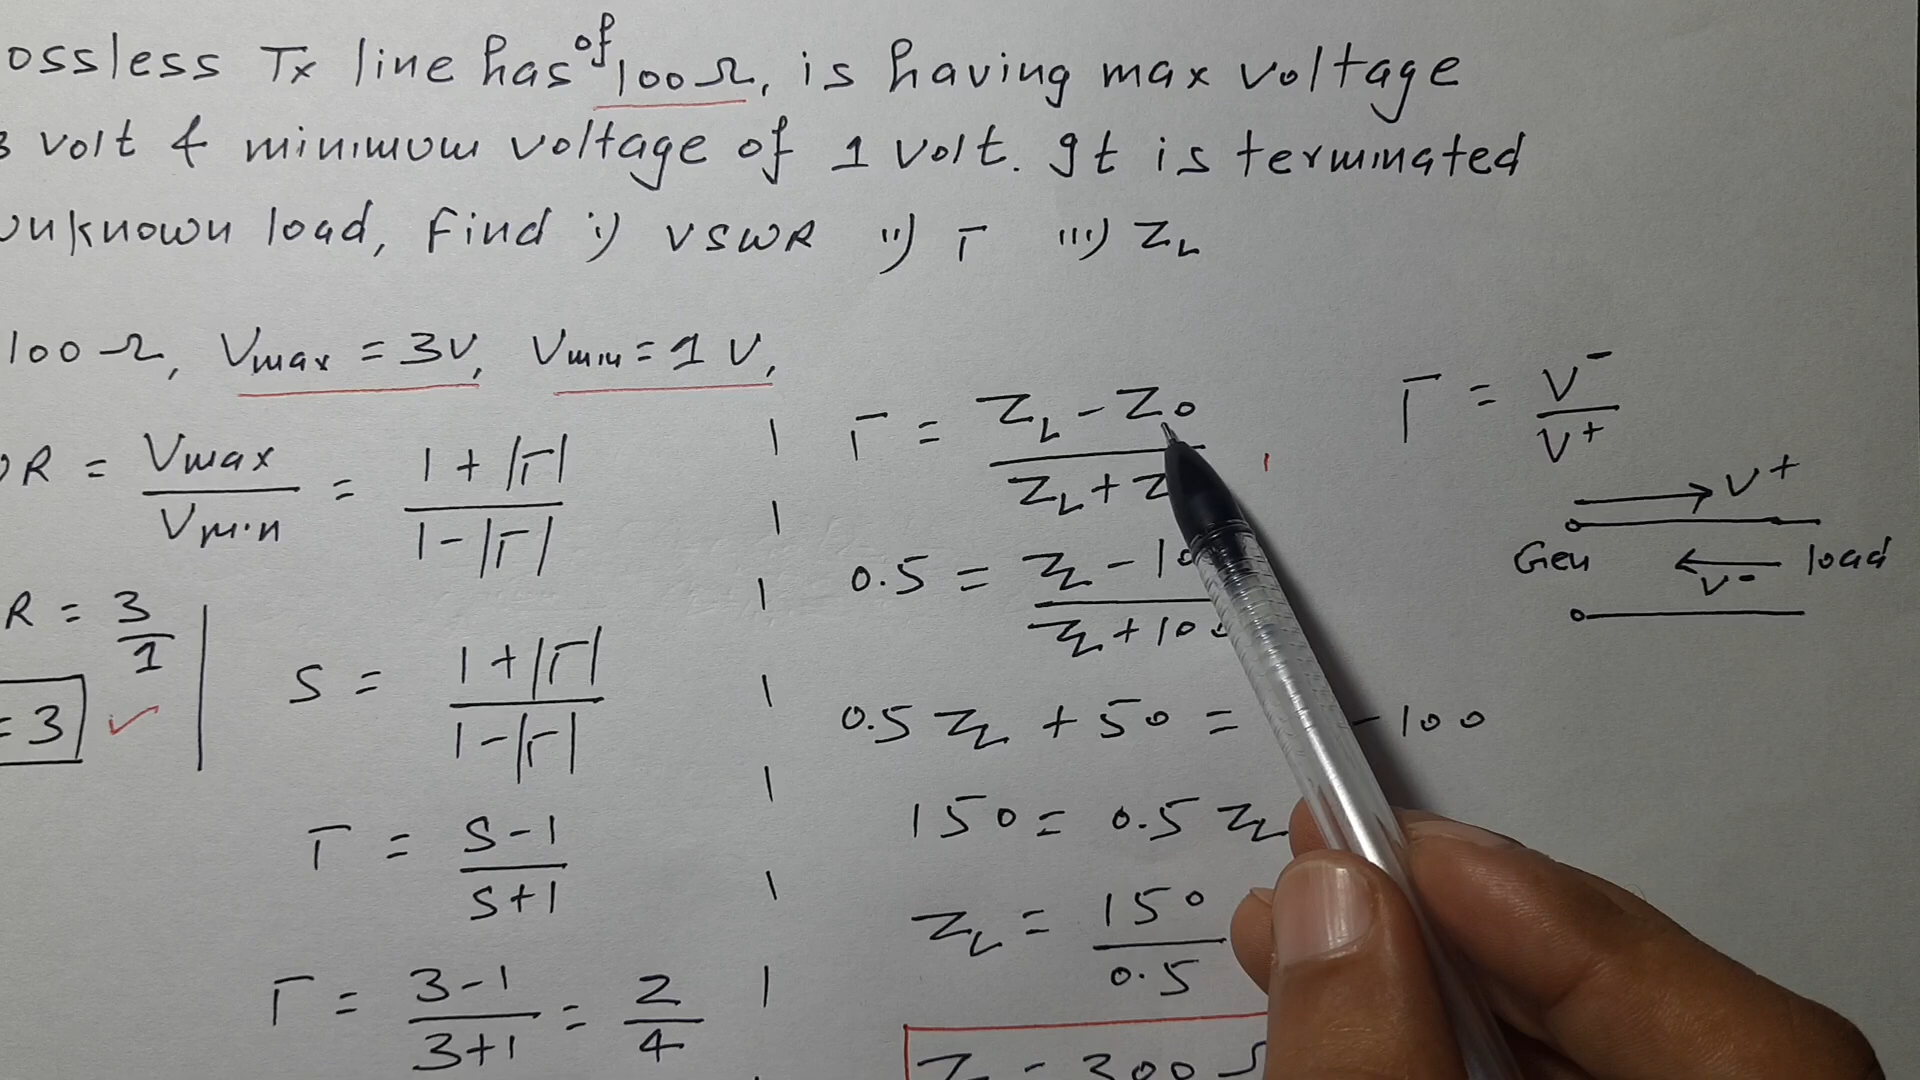 ossless Tx line has of 100Ω, is having max voltage
3 volt & minimum voltage of 1 volt. It is terminated
unknown load, Find i) VSWR ii) Γ iii) ZL
100Ω, Vmax = 3V, Vmin = 1V,
R = Vmax / Vmin = 1+|Γ| / 1-|Γ|
R = 3/1
= 3 ✓
S = 1+|Γ| / 1-|Γ|
Γ = S-1 / S+1
Γ = 3-1 / 3+1 = 2/4
Γ = ZL - Z0 / ZL + Z
0.5 = ZL - 10 / ZL + 100
0.5 ZL + 50 = - 100
150 = 0.5 ZL
ZL = 150 / 0.5
Z = 300
Γ = V- / V+
V+
Gen load
V-